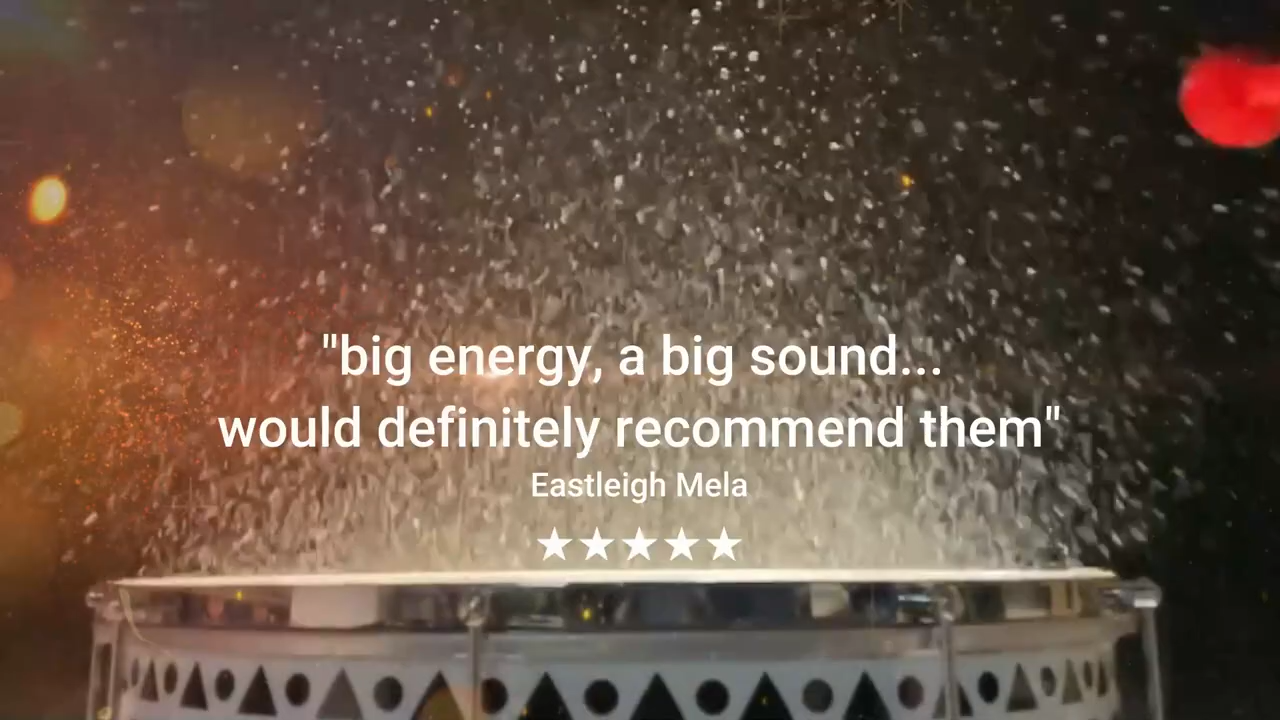 "big energy, a big sound...
would definitely recommend them"
Eastleigh Mela
★★★★★